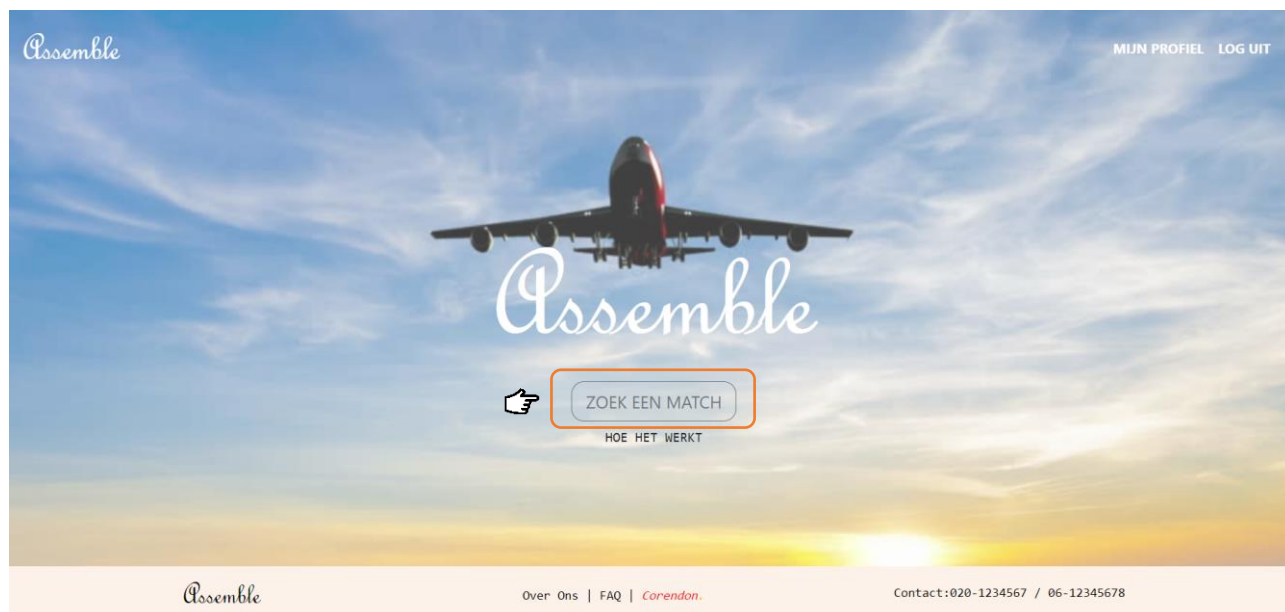 Assemble
MIJN PROFIEL LOG UIT
Assemble
ZOEK EEN MATCH
HOE HET WERKT
Assemble
Over Ons | FAQ | Corendon.
Contact:020-1234567 / 06-12345678